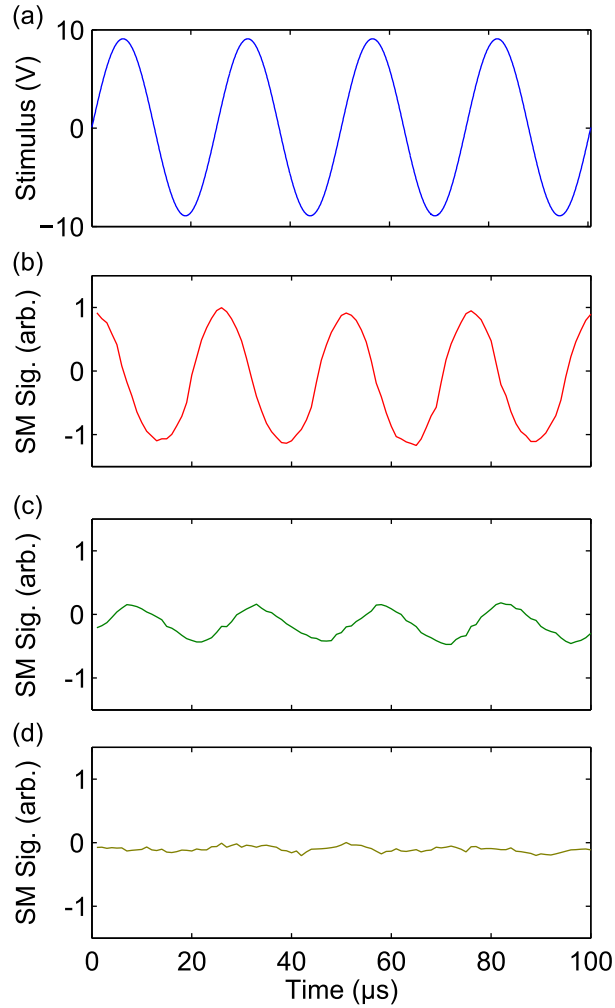 (a)
10
0
−10
Stimulus (V)
(b)
1
0
-1
SM Sig. (arb.)
(c)
1
0
-1
SM Sig. (arb.)
(d)
1
0
-1
SM Sig. (arb.)
0 20 40 60 80 100
Time (µs)